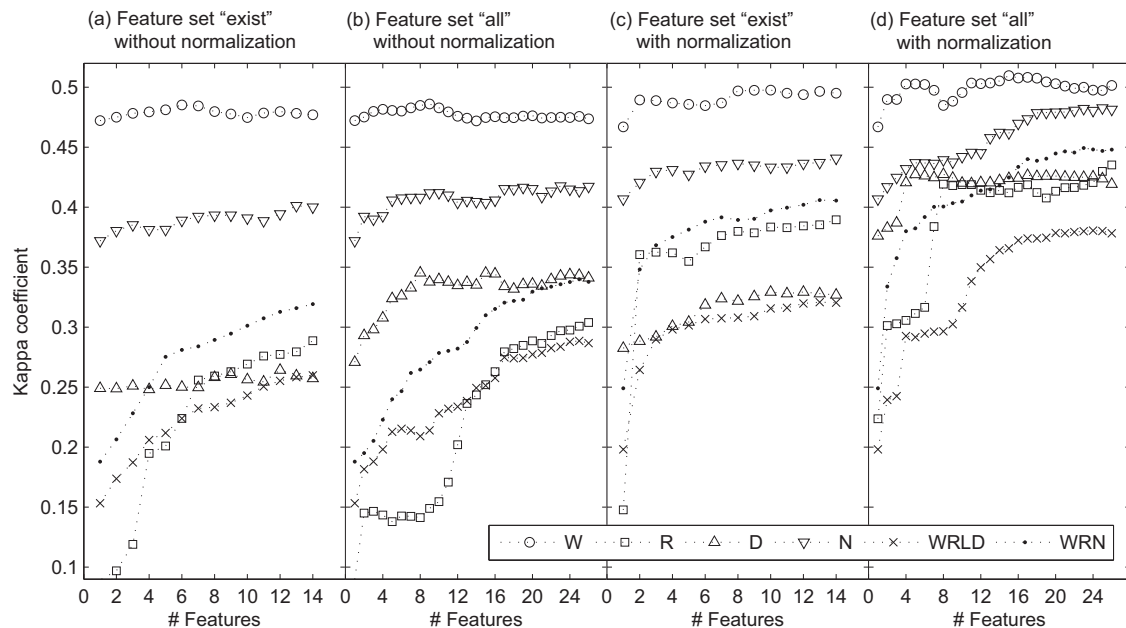 (a) Feature set “exist”
without normalization
(b) Feature set “all”
without normalization
(c) Feature set “exist”
with normalization
(d) Feature set “all”
with normalization
Kappa coefficient
0.5
0.45
0.4
0.35
0.3
0.25
0.2
0.15
0.1
W R D N WRLD WRN
0 2 4 6 8 10 12 14
0 4 8 12 16 20 24
0 2 4 6 8 10 12 14
0 4 8 12 16 20 24
# Features
# Features
# Features
# Features